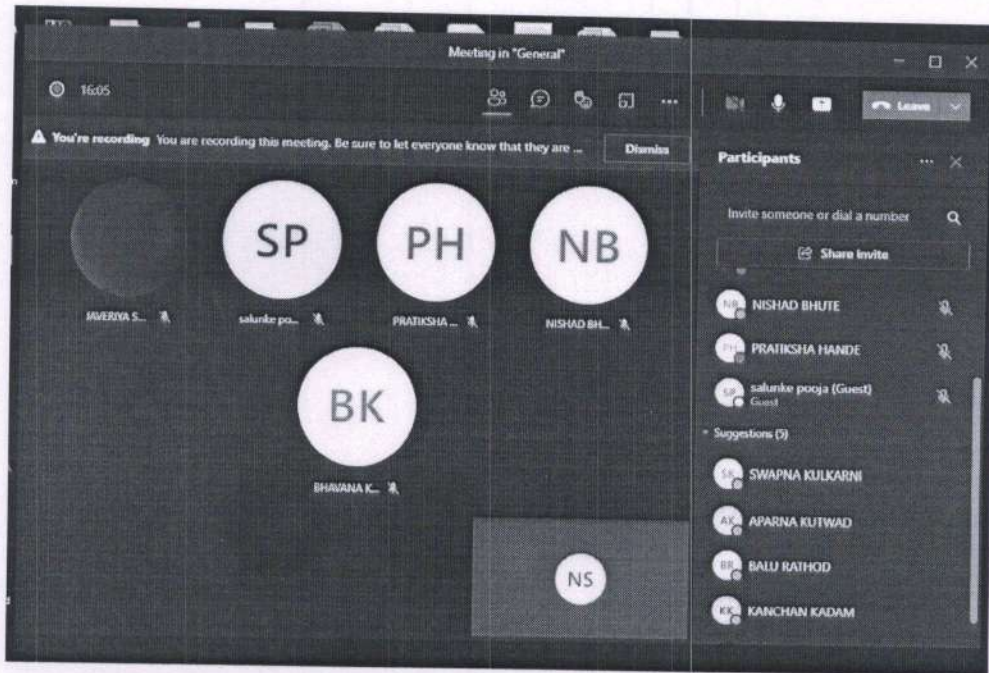 Meeting in "General"
16:05
Leave
You're recording You are recording this meeting. Be sure to let everyone know that they are ...
Dismiss
SP
PH
NB
JAVERIYA S...
salunke po...
PRATIKSHA ...
NISHAD BH...
BK
BHAVANA K...
NS
Participants
Invite someone or dial a number
Share invite
NB NISHAD BHUTE
PH PRATIKSHA HANDE
SP salunke pooja (Guest)
Guest
Suggestions (5)
SK SWAPNA KULKARNI
AK APARNA KUTWAD
BR BALU RATHOD
KK KANCHAN KADAM